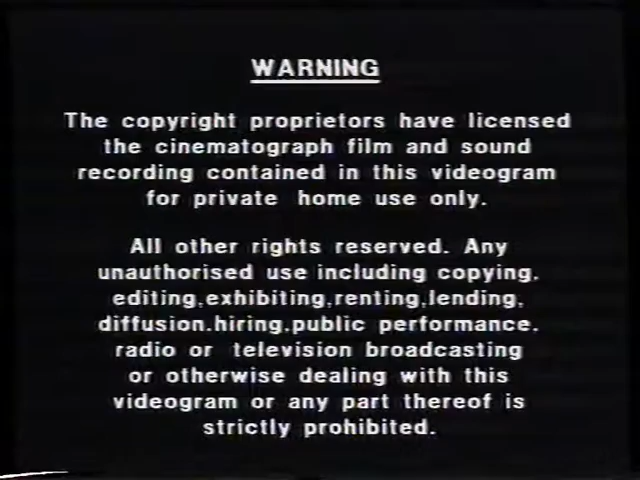 WARNING
The copyright proprietors have licensed
the cinematograph film and sound
recording contained in this videogram
for private home use only.
All other rights reserved. Any
unauthorised use including copying,
editing,exhibiting,renting,lending,
diffusion.hiring.public performance.
radio or television broadcasting
or otherwise dealing with this
videogram or any part thereof is
strictly prohibited.